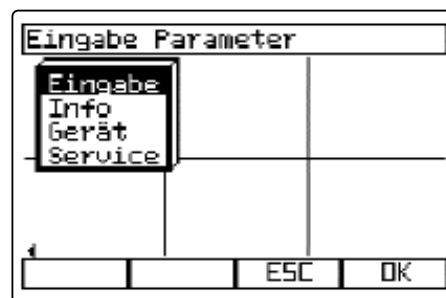 Eingabe Parameter
Eingabe
Info
Gerät
Service
ESC OK